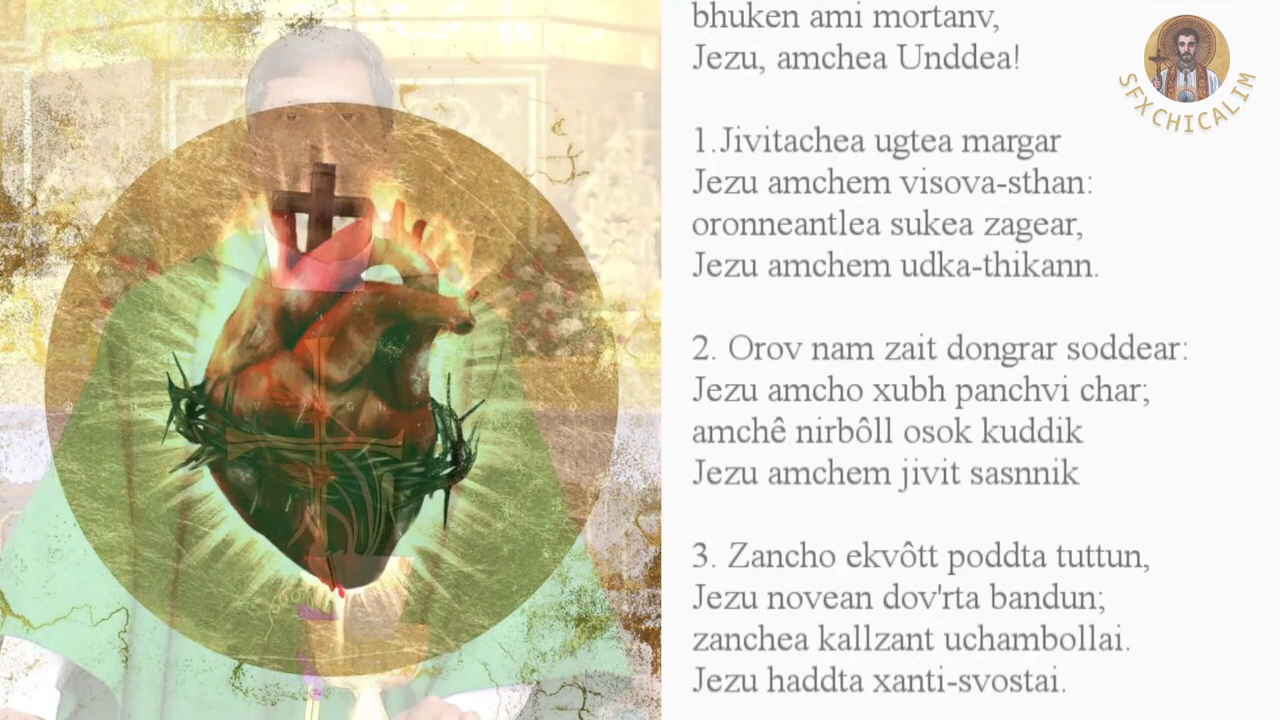 bhuken ami mortanv,
Jezu, amchea Unddea!
SFX CHICALIM
1.Jivitachea ugtea margar
Jezu amchem visova-sthan:
oronneantlea sukea zagear,
Jezu amchem udka-thikann.
2. Orov nam zait dongrar soddear:
Jezu amcho xubh panchvi char;
amchê nirbôll osok kuddik
Jezu amchem jivit sasnnik
3. Zancho ekvôtt poddta tuttun,
Jezu novean dov'rta bandun;
zanchea kallzant uchambollai.
Jezu haddta xanti-svostai.